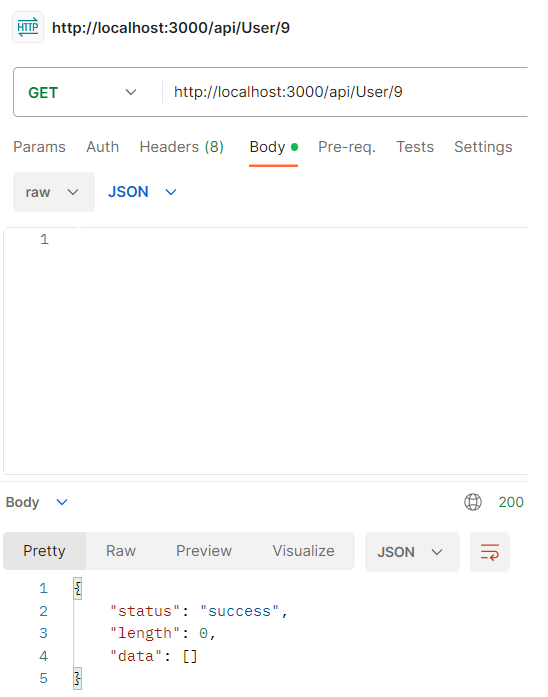 HTTP http://localhost:3000/api/User/9
GET http://localhost:3000/api/User/9
Params Auth Headers (8) Body Pre-req. Tests Settings
raw JSON
1
Body 200
Pretty Raw Preview Visualize JSON
1 {
2 "status": "success",
3 "length": 0,
4 "data": []
5 }